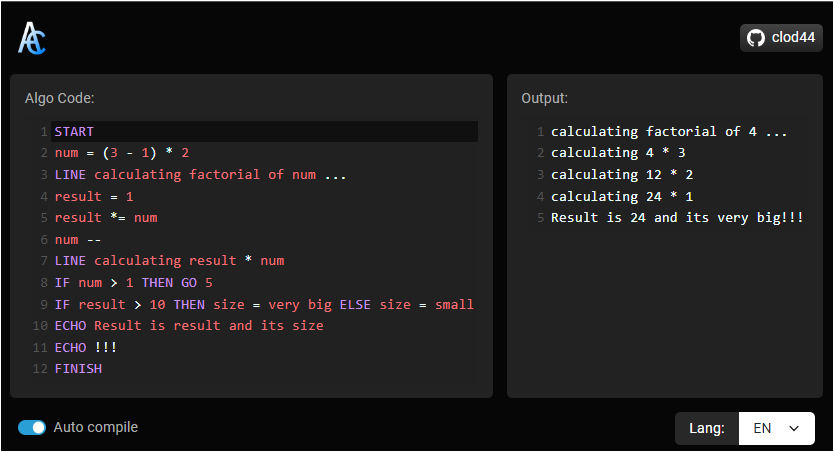 AC
clod44
Algo Code:
1 START
2 num = (3 - 1) * 2
3 LINE calculating factorial of num ...
4 result = 1
5 result *= num
6 num --
7 LINE calculating result * num
8 IF num > 1 THEN GO 5
9 IF result > 10 THEN size = very big ELSE size = small
10 ECHO Result is result and its size
11 ECHO !!!
12 FINISH
Output:
1 calculating factorial of 4 ...
2 calculating 4 * 3
3 calculating 12 * 2
4 calculating 24 * 1
5 Result is 24 and its very big!!!
Auto compile
Lang: EN